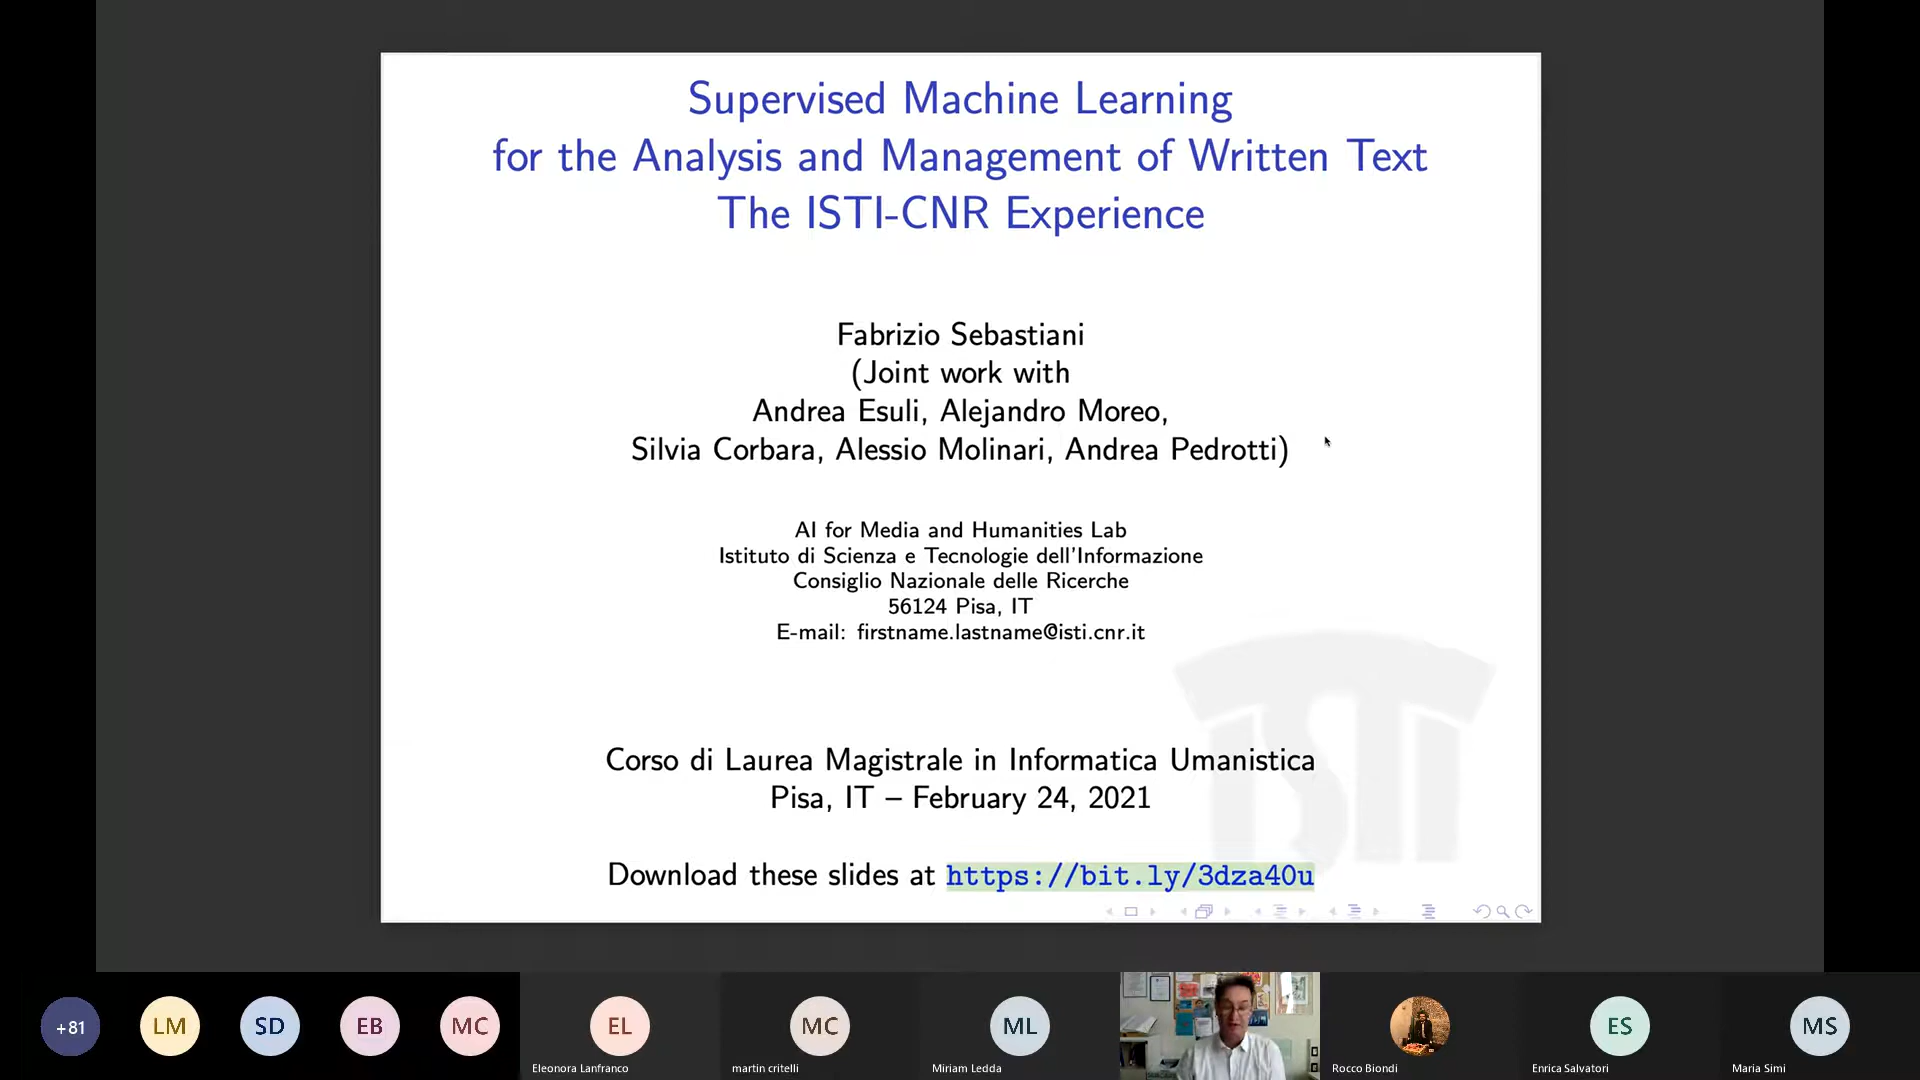 Supervised Machine Learning
for the Analysis and Management of Written Text
The ISTI-CNR Experience
Fabrizio Sebastiani
(Joint work with
Andrea Esuli, Alejandro Moreo,
Silvia Corbara, Alessio Molinari, Andrea Pedrotti)
AI for Media and Humanities Lab
Istituto di Scienza e Tecnologie dell'Informazione
Consiglio Nazionale delle Ricerche
56124 Pisa, IT
E-mail: firstname.lastname@isti.cnr.it
ISTI
Corso di Laurea Magistrale in Informatica Umanistica
Pisa, IT – February 24, 2021
Download these slides at https://bit.ly/3dza40u
+81
LM
SD
EB
MC
EL
MC
ML
ES
MS
Eleonora Lanfranco
martin critelli
Miriam Ledda
Rocco Biondi
Enrica Salvatori
Maria Simi